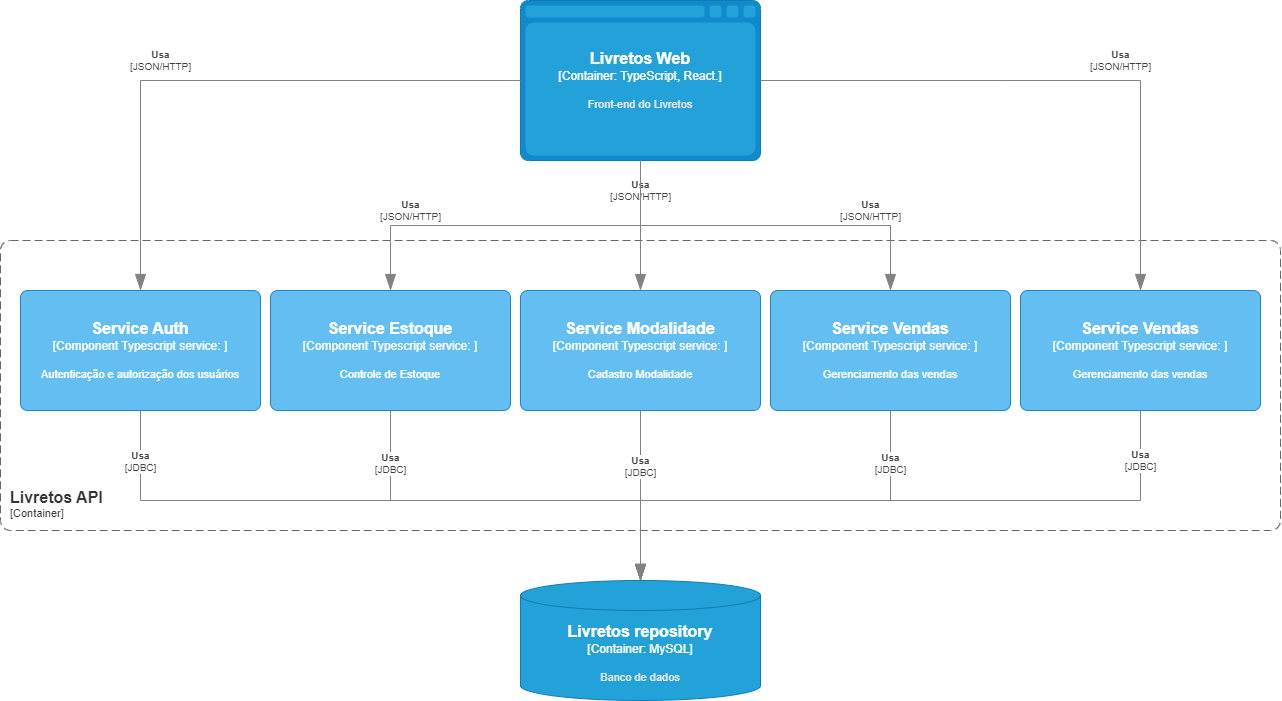 Livretos Web
[Container: TypeScript, React.]
Front-end do Livretos
Usa
[JSON/HTTP]
Usa
[JSON/HTTP]
Usa
[JSON/HTTP]
Usa
[JSON/HTTP]
Usa
[JSON/HTTP]
Service Auth
[Component Typescript service: ]
Autenticação e autorização dos usuários
Service Estoque
[Component Typescript service: ]
Controle de Estoque
Service Modalidade
[Component Typescript service: ]
Cadastro Modalidade
Service Vendas
[Component Typescript service: ]
Gerenciamento das vendas
Service Vendas
[Component Typescript service: ]
Gerenciamento das vendas
Usa
[JDBC]
Usa
[JDBC]
Usa
[JDBC]
Usa
[JDBC]
Usa
[JDBC]
Livretos API
[Container]
Livretos repository
[Container: MySQL]
Banco de dados